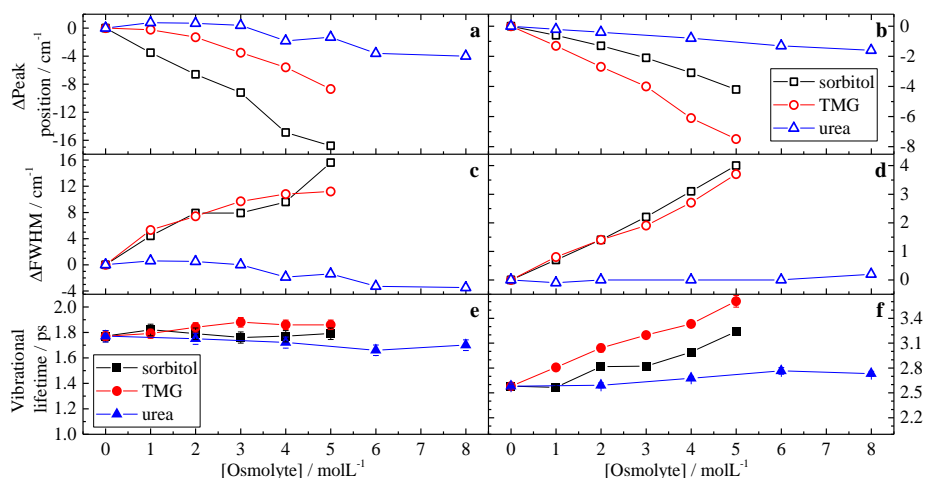 ΔPeak
position / cm⁻¹
0
-4
-8
-12
-16
a
b
0
-2
-4
-6
-8
sorbitol
TMG
urea
ΔFWHM / cm⁻¹
16
12
8
4
0
-4
c
d
4
3
2
1
0
Vibrational
lifetime / ps
2.0
1.8
1.6
1.4
1.2
1.0
e
f
sorbitol
TMG
urea
3.4
3.1
2.8
2.5
2.2
0 1 2 3 4 5 6 7 8
0 1 2 3 4 5 6 7 8
[Osmolyte] / molL⁻¹
[Osmolyte] / molL⁻¹